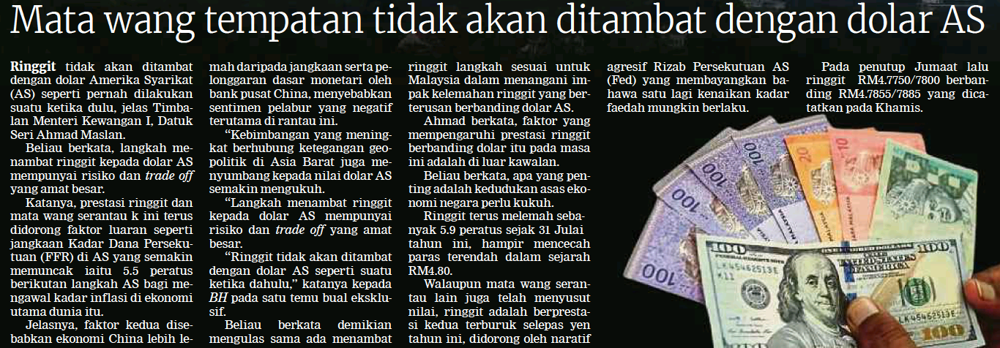 Mata wang tempatan tidak akan ditambat dengan dolar AS
Ringgit tidak akan ditambat
dengan dolar Amerika Syarikat
(AS) seperti pernah dilakukan
suatu ketika dulu, jelas Timba-
lan Menteri Kewangan I, Datuk
Seri Ahmad Maslan.
Beliau berkata, langkah me-
nambat ringgit kepada dolar AS
mempunyai risiko dan trade off
yang amat besar.
Katanya, prestasi ringgit dan
mata wang serantau k ini terus
didorong faktor luaran seperti
jangkaan Kadar Dana Perseku-
tuan (FFR) di AS yang semakin
memuncak iaitu 5.5 peratus
berikutan langkah AS bagi me-
ngawal kadar inflasi di ekonomi
utama dunia itu.
Jelasnya, faktor kedua dise-
babkan ekonomi China lebih le-
mah daripada jangkaan serta pe-
longgaran dasar monetari oleh
bank pusat China, menyebabkan
sentimen pelabur yang negatif
terutama di rantau ini.
“Kebimbangan yang mening-
kat berhubung ketegangan geo-
politik di Asia Barat juga me-
nyumbang kepada nilai dolar AS
semakin mengukuh.
“Langkah menambat ringgit
kepada dolar AS mempunyai
risiko dan trade off yang amat
besar.
“Ringgit tidak akan ditambat
dengan dolar AS seperti suatu
ketika dahulu,” katanya kepada
BH pada satu temu bual eksklu-
sif.
Beliau berkata demikian
mengulas sama ada menambat
ringgit langkah sesuai untuk
Malaysia dalam menangani im-
pak kelemahan ringgit yang ber-
terusan berbanding dolar AS.
Ahmad berkata, faktor yang
mempengaruhi prestasi ringgit
berbanding dolar itu pada masa
ini adalah di luar kawalan.
Beliau berkata, apa yang pen-
ting adalah kedudukan asas eko-
nomi negara perlu kukuh.
Ringgit terus melemah seba-
nyak 5.9 peratus sejak 31 Julai
tahun ini, hampir mencecah
paras terendah dalam sejarah
RM4.80.
Walaupun mata wang seran-
tau lain juga telah menyusut
nilai, ringgit adalah berpresta-
si kedua terburuk selepas yen
tahun ini, didorong oleh naratif
agresif Rizab Persekutuan AS
(Fed) yang membayangkan ba-
hawa satu lagi kenaikan kadar
faedah mungkin berlaku.
Pada penutup Jumaat lalu
ringgit RM4.7750/7800 berban-
ding RM4.7855/7885 yang dica-
tatkan pada Khamis.
100
100
100
100
20
10
100
100
LK45462513E
LK45462513E
100